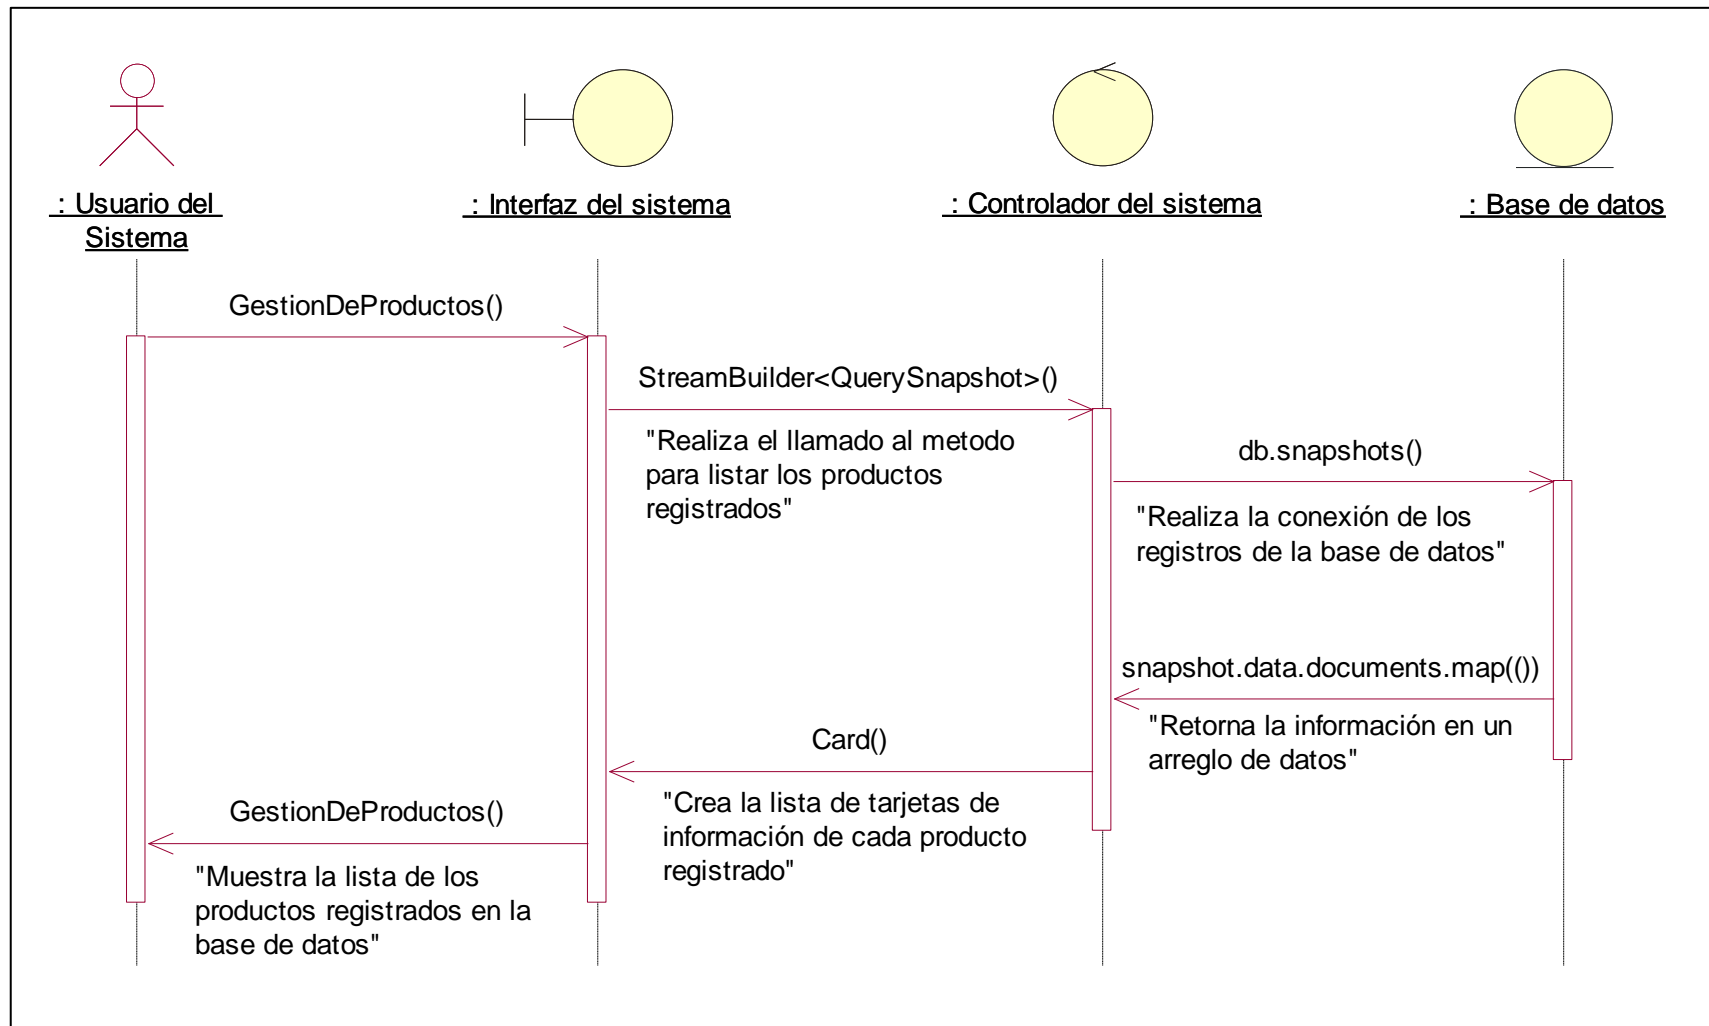 : Usuario del
Sistema
: Interfaz del sistema
: Controlador del sistema
: Base de datos
GestionDeProductos()
StreamBuilder<QuerySnapshot>()
"Realiza el llamado al metodo
para listar los productos
registrados"
db.snapshots()
"Realiza la conexión de los
registros de la base de datos"
snapshot.data.documents.map(())
"Retorna la información en un
arreglo de datos"
Card()
"Crea la lista de tarjetas de
información de cada producto
registrado"
GestionDeProductos()
"Muestra la lista de los
productos registrados en la
base de datos"